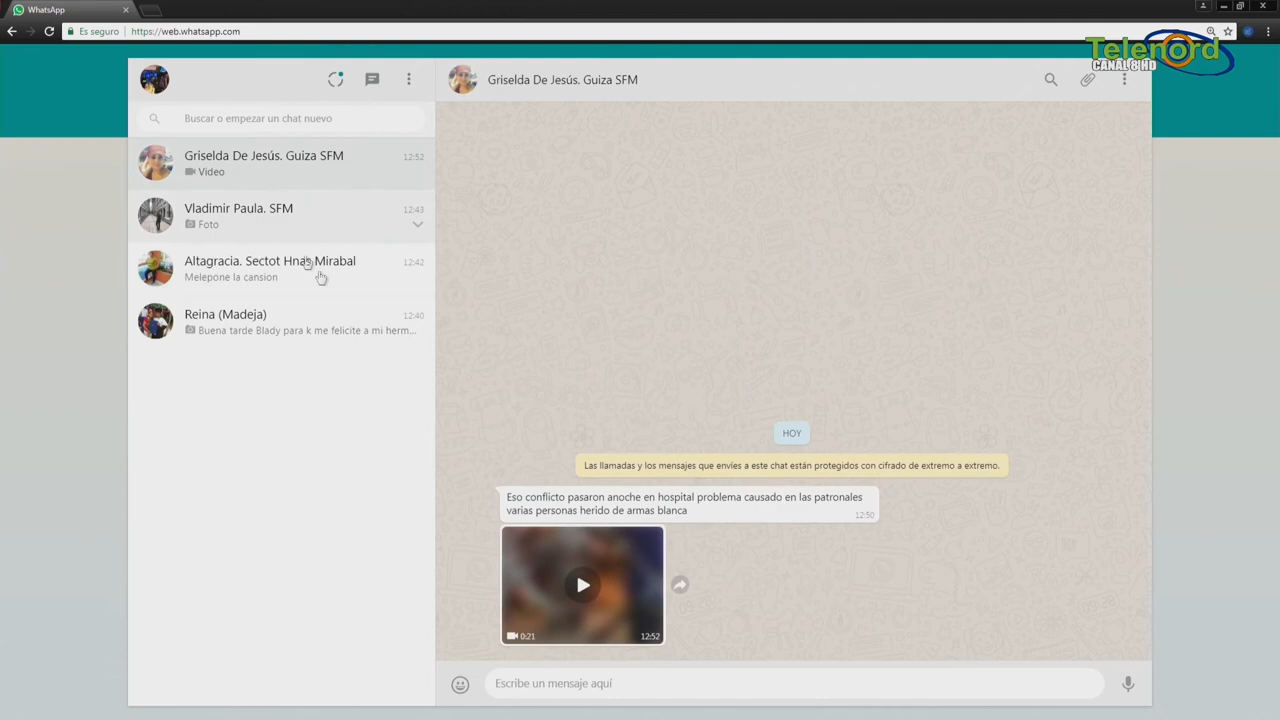 WhatsApp
Es seguro
https://web.whatsapp.com
Telenord
CANAL 8 HD
Buscar o empezar un chat nuevo
Griselda De Jesús. Guiza SFM
12:52
Video
Vladimir Paula. SFM
12:43
Foto
Altagracia. Sectot Hnas Mirabal
12:42
Melepone la cansion
Reina (Madeja)
12:40
Buena tarde Blady para k me felicite a mi herm...
Griselda De Jesús. Guiza SFM
HOY
Las llamadas y los mensajes que envíes a este chat están protegidos con cifrado de extremo a extremo.
Eso conflicto pasaron anoche en hospital problema causado en las patronales
varias personas herido de armas blanca
12:50
0:21
12:52
Escribe un mensaje aquí